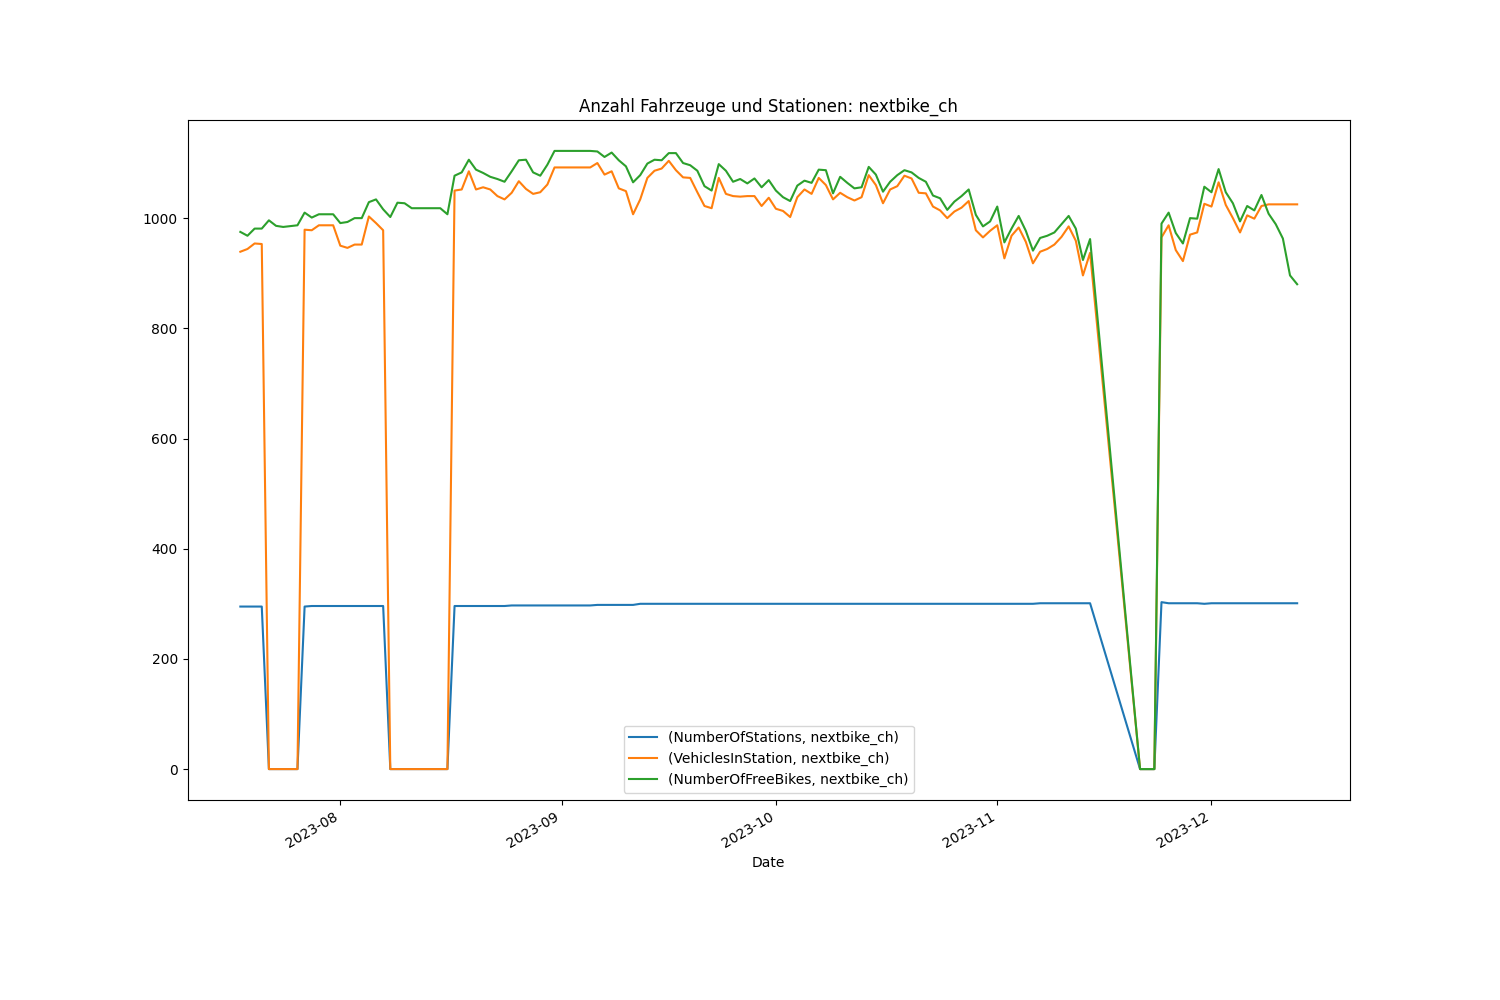 Anzahl Fahrzeuge und Stationen: nextbike_ch
1000
800
600
400
200
0
(NumberOfStations, nextbike_ch)
(VehiclesInStation, nextbike_ch)
(NumberOfFreeBikes, nextbike_ch)
2023-08
2023-09
2023-10
2023-11
2023-12
Date